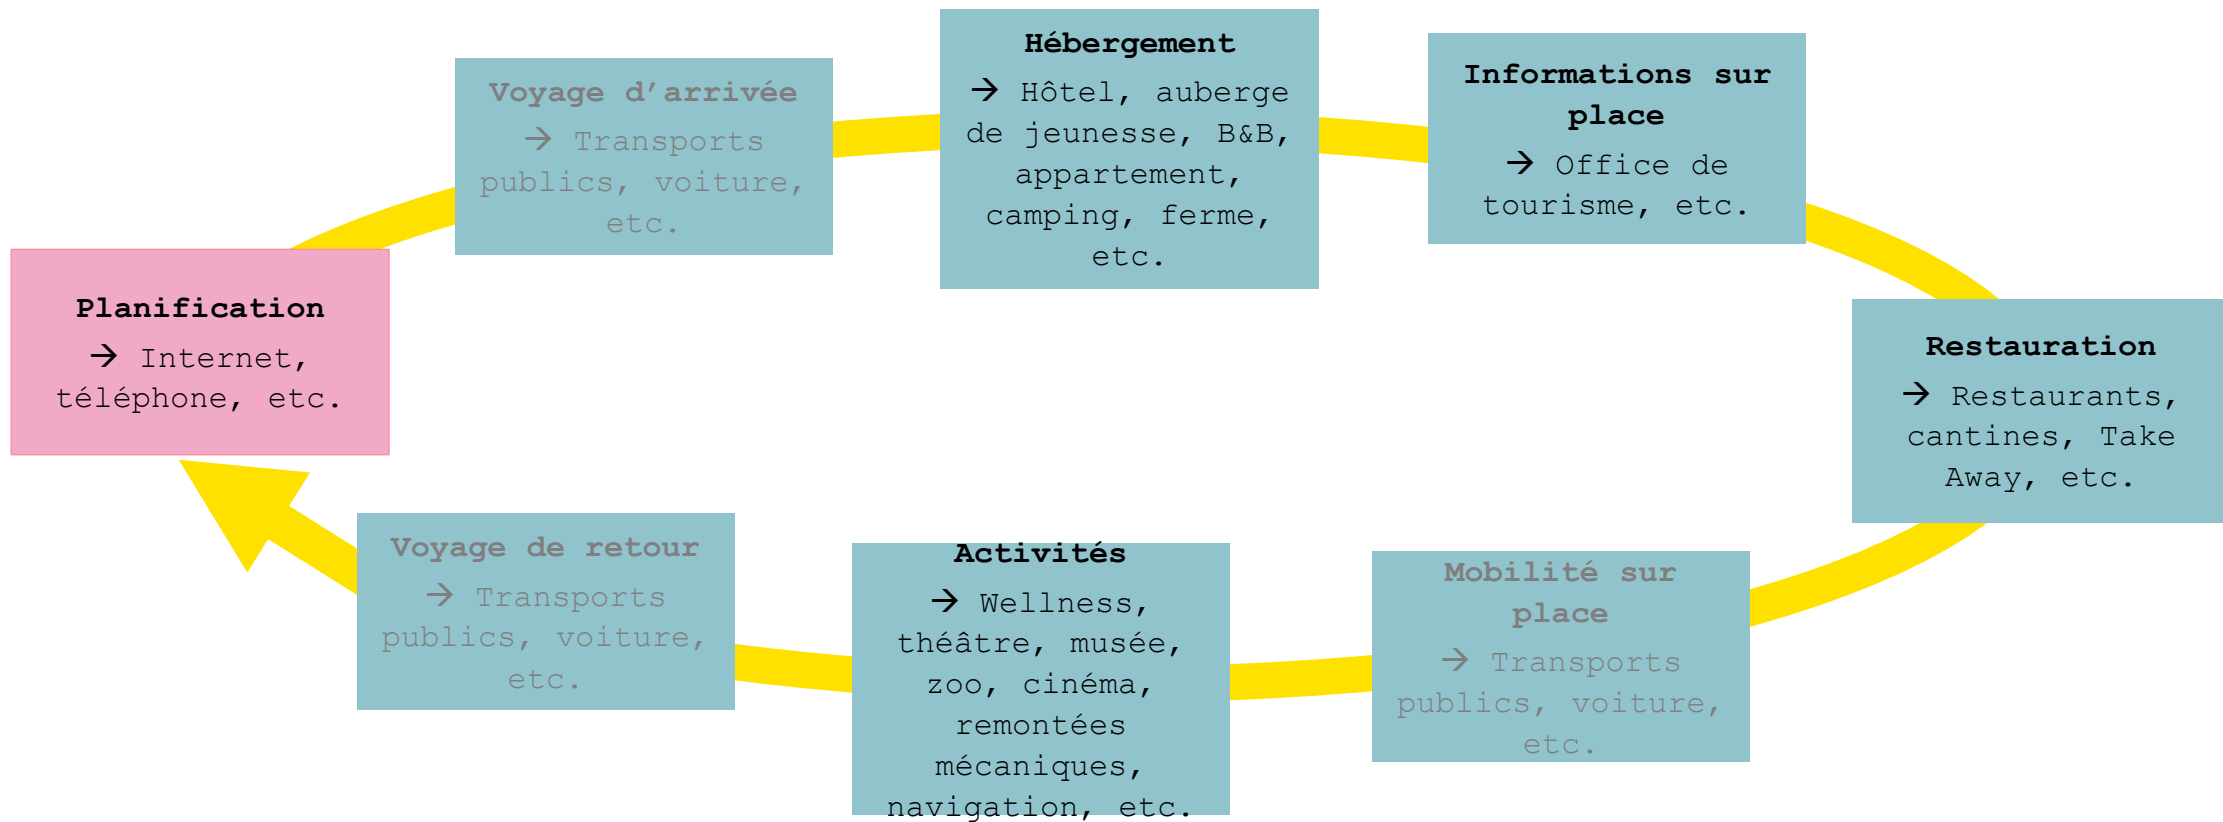 Planification
→ Internet,
téléphone, etc.
Voyage d’arrivée
→ Transports
publics, voiture,
etc.
Hébergement
→ Hôtel, auberge
de jeunesse, B&B,
appartement,
camping, ferme,
etc.
Informations sur
place
→ Office de
tourisme, etc.
Restauration
→ Restaurants,
cantines, Take
Away, etc.
Mobilité sur
place
→ Transports
publics, voiture,
etc.
Activités
→ Wellness,
théâtre, musée,
zoo, cinéma,
remontées
mécaniques,
navigation, etc.
Voyage de retour
→ Transports
publics, voiture,
etc.